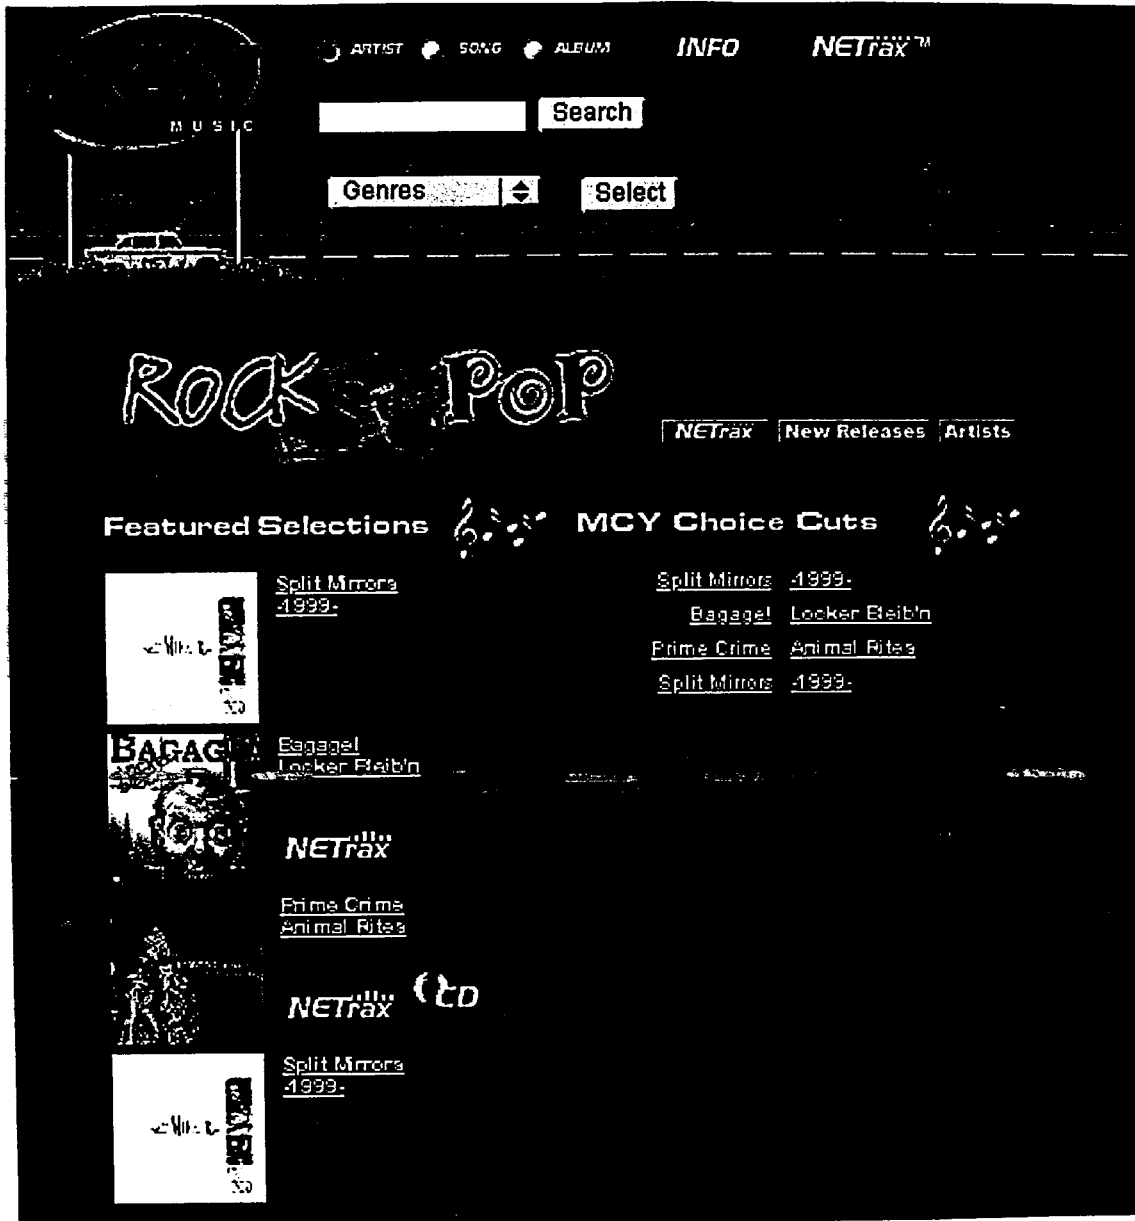 ARTIST SONG ALBUM INFO NETrax™
MUSIC
Search
Genres Select
ROCK POP
NETrax New Releases Artists
Featured Selections
Split Mirrors
-1999-
BAGAG
Bagage!
Locker Bleib'n
NETrax
Prime Crime
Animal Rites
NETrax CD
Split Mirrors
-1999-
MCY Choice Cuts
Split Mirrors -1999-
Bagage! Locker Bleib'n
Prime Crime Animal Rites
Split Mirrors -1999-